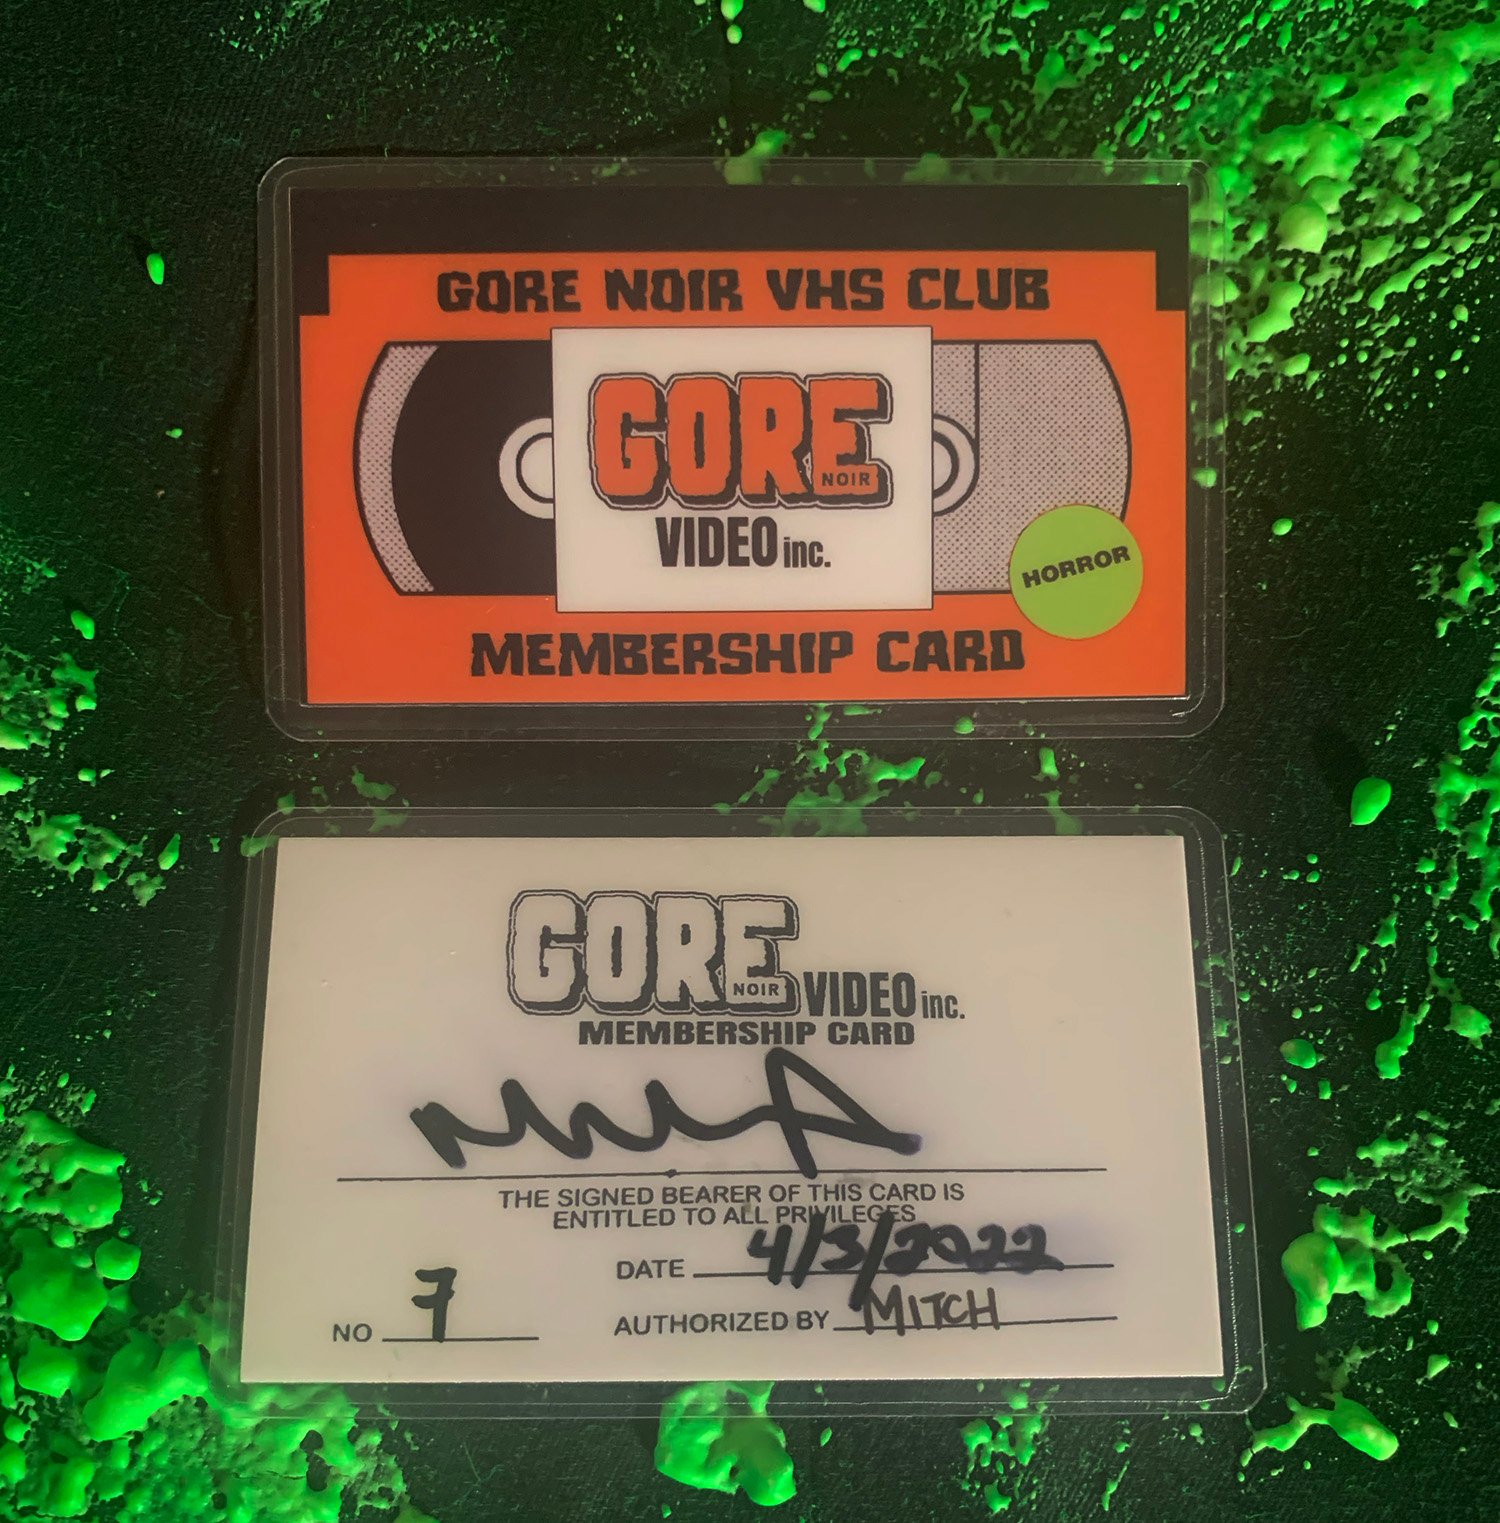 GORE NOIR VHS CLUB
GORE
NOIR
VIDEO inc.
HORROR
MEMBERSHIP CARD
GORE
NOIR
VIDEO inc.
MEMBERSHIP CARD
THE SIGNED BEARER OF THIS CARD IS
ENTITLED TO ALL PRIVILEGES
DATE 4/3/2022
NO 7
AUTHORIZED BY MITCH